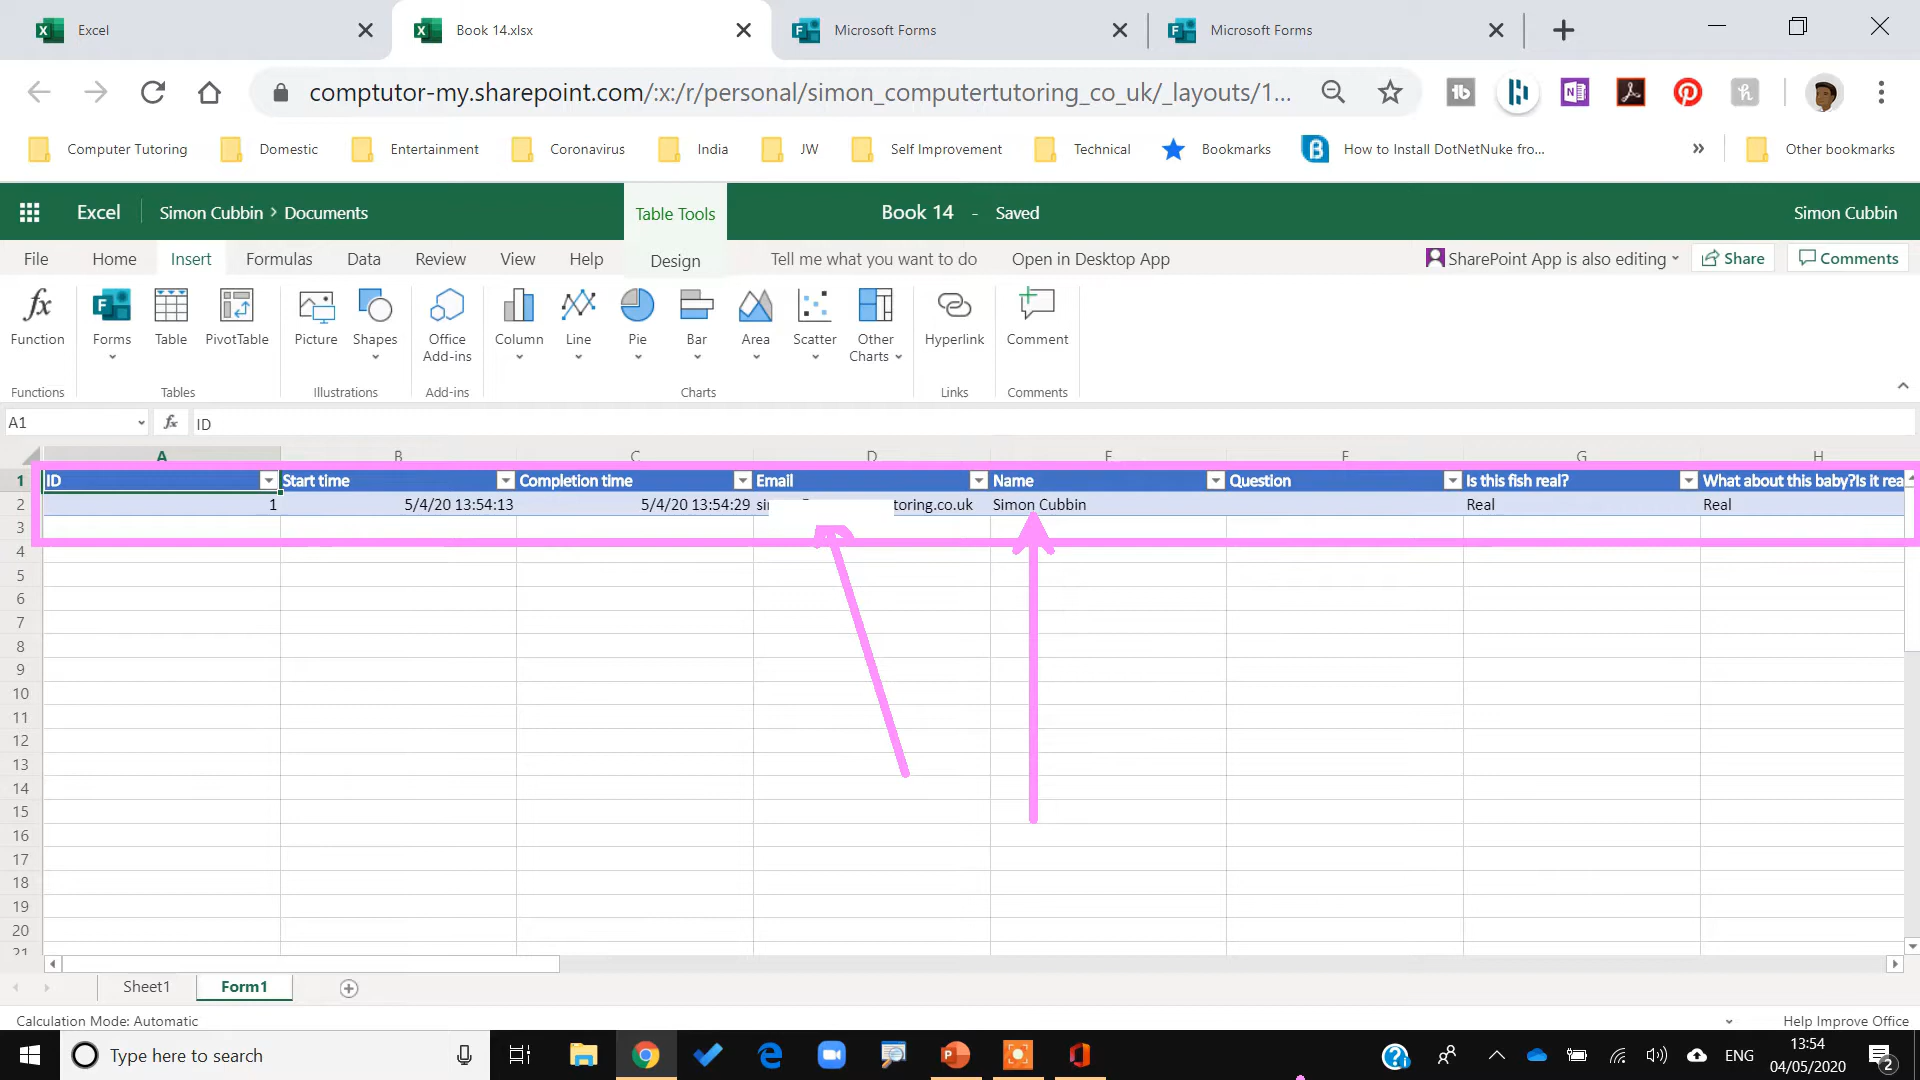 Excel
Book 14.xlsx
Microsoft Forms
Microsoft Forms
comptutor-my.sharepoint.com/:x:/r/personal/simon_computertutoring_co_uk/_layouts/1...
Computer Tutoring
Domestic
Entertainment
Coronavirus
India
JW
Self Improvement
Technical
Bookmarks
How to Install DotNetNuke fro...
»
Other bookmarks
Excel
Simon Cubbin > Documents
Table Tools
Book 14 - Saved
Simon Cubbin
File
Home
Insert
Formulas
Data
Review
View
Help
Design
Tell me what you want to do
Open in Desktop App
SharePoint App is also editing
Share
Comments
Function
Forms
Table
PivotTable
Picture
Shapes
Office
Add-ins
Column
Line
Pie
Bar
Area
Scatter
Other
Charts
Hyperlink
Comment
Functions
Tables
Illustrations
Add-ins
Charts
Links
Comments
A1
fx
ID
A B C D E F G H
1 ID Start time Completion time Email Name Question Is this fish real? What about this baby?Is it rea
2 1 5/4/20 13:54:13 5/4/20 13:54:29 toring.co.uk Simon Cubbin Real Real
3
4
5
6
7
8
9
10
11
12
13
14
15
16
17
18
19
20
21
Sheet1
Form1
Calculation Mode: Automatic
Help Improve Office
Type here to search
ENG
13:54
04/05/2020
2